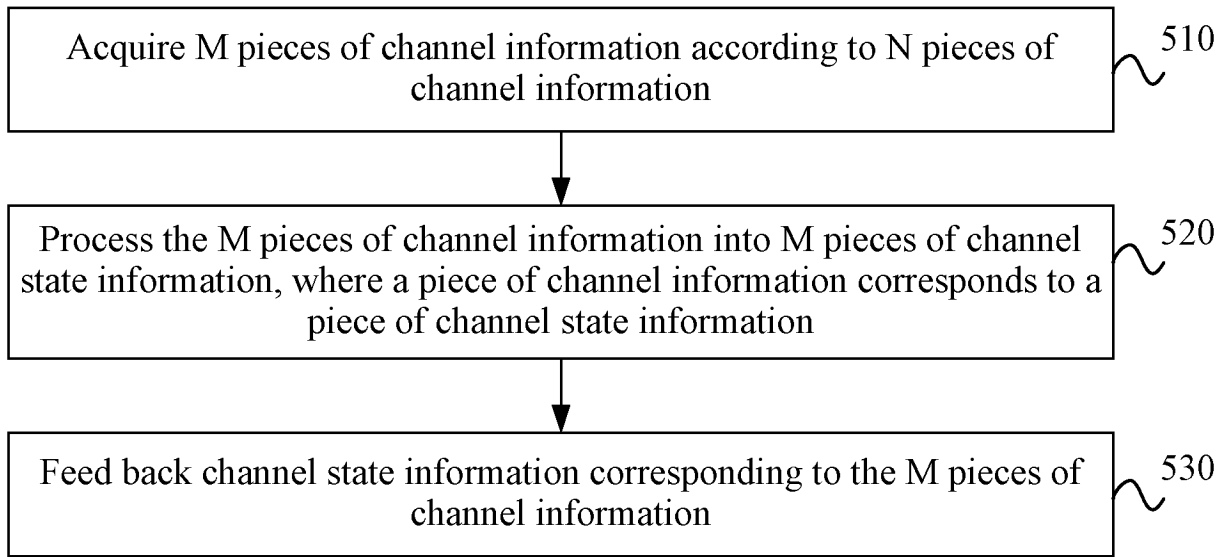 Acquire M pieces of channel information according to N pieces of
channel information
510
Process the M pieces of channel information into M pieces of channel
state information, where a piece of channel information corresponds to a
piece of channel state information
520
Feed back channel state information corresponding to the M pieces of
channel information
530